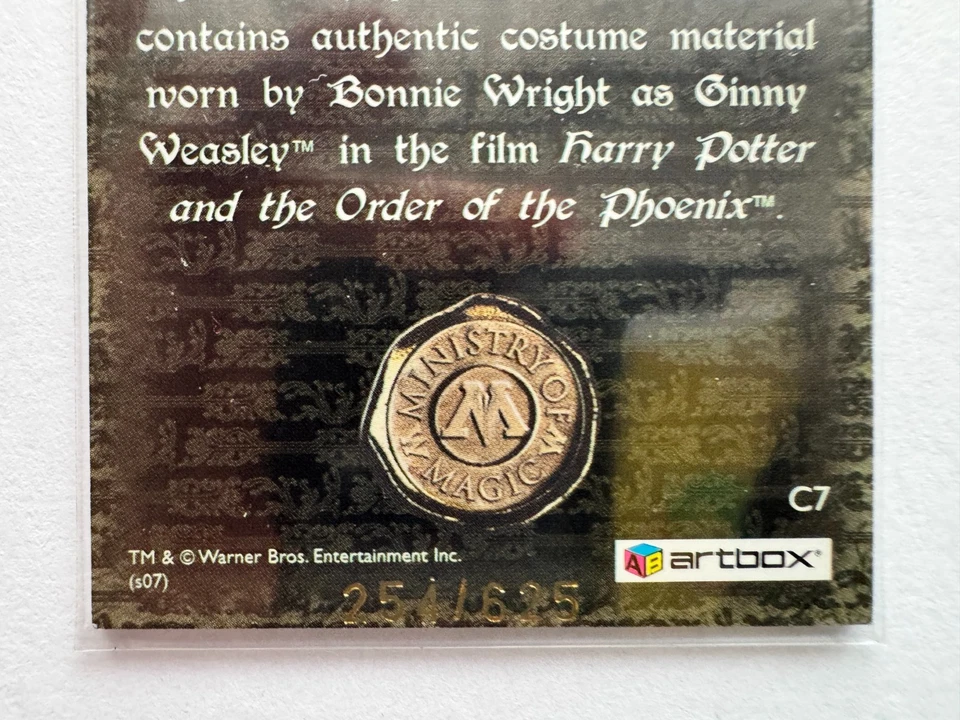 contains authentic costume material
worn by Bonnie Wright as Ginny
Weasley™ in the film Harry Potter
and the Order of the Phoenix™.
MINISTRY OF MAGIC
M
C7
TM & © Warner Bros. Entertainment Inc.
(s07)
AB artbox®